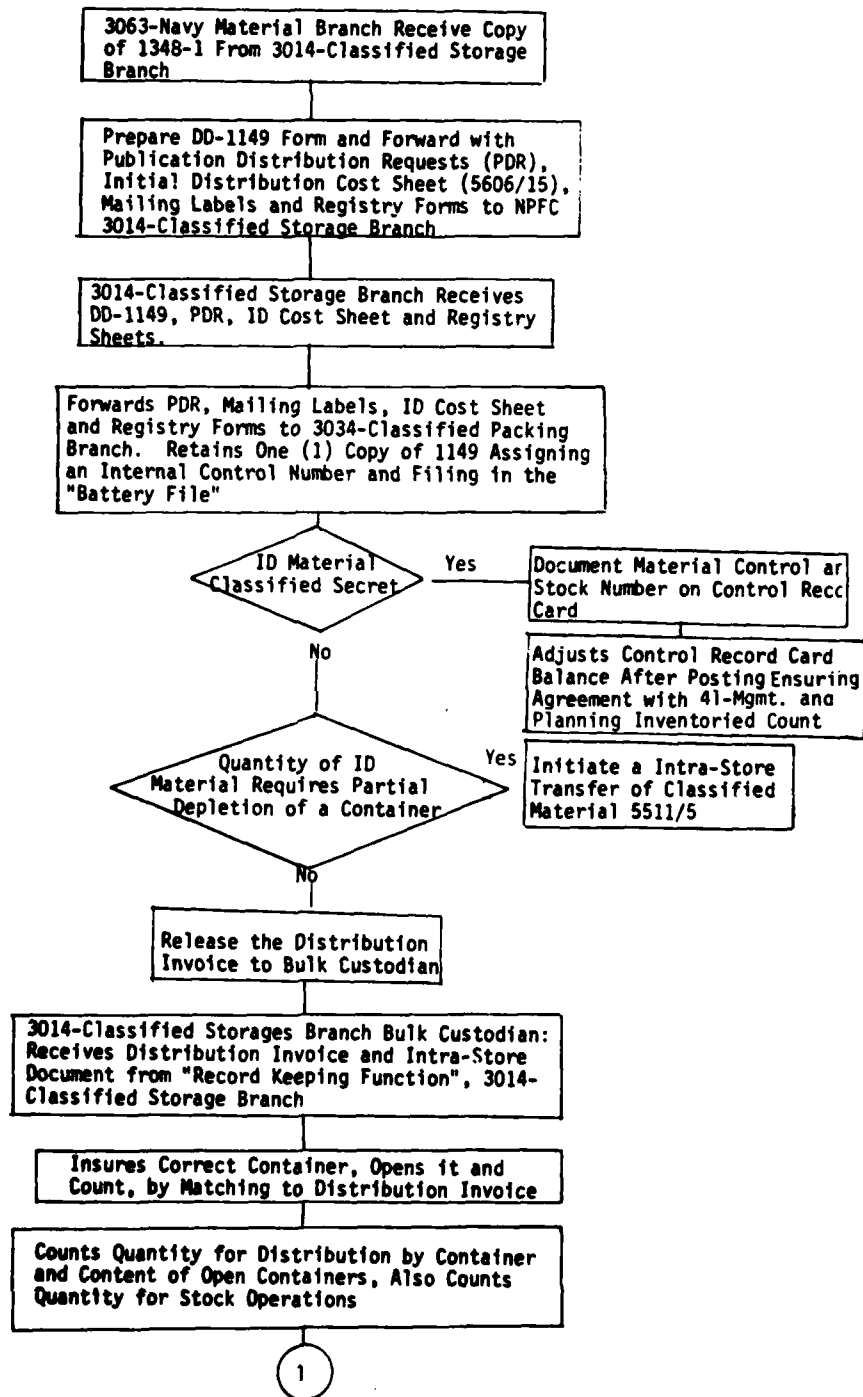 3063-Navy Material Branch Receive Copy
of 1348-1 From 3014-Classified Storage
Branch
Prepare DD-1149 Form and Forward with
Publication Distribution Requests (PDR),
Initial Distribution Cost Sheet (5606/15),
Mailing Labels and Registry Forms to NPFC
3014-Classified Storage Branch
3014-Classified Storage Branch Receives
DD-1149, PDR, ID Cost Sheet and Registry
Sheets.
Forwards PDR, Mailing Labels, ID Cost Sheet
and Registry Forms to 3034-Classified Packing
Branch. Retains One (1) Copy of 1149 Assigning
an Internal Control Number and Filing in the
"Battery File"
ID Material
Classified Secret
Yes
Document Material Control an
Stock Number on Control Reco
Card
No
Adjusts Control Record Card
Balance After Posting Ensuring
Agreement with 41-Mgmt. and
Planning Inventoried Count
Quantity of ID
Material Requires Partial
Depletion of a Container
Yes
Initiate a Intra-Store
Transfer of Classified
Material 5511/5
No
Release the Distribution
Invoice to Bulk Custodian
3014-Classified Storages Branch Bulk Custodian:
Receives Distribution Invoice and Intra-Store
Document from "Record Keeping Function", 3014-
Classified Storage Branch
Insures Correct Container, Opens it and
Count, by Matching to Distribution Invoice
Counts Quantity for Distribution by Container
and Content of Open Containers, Also Counts
Quantity for Stock Operations
1